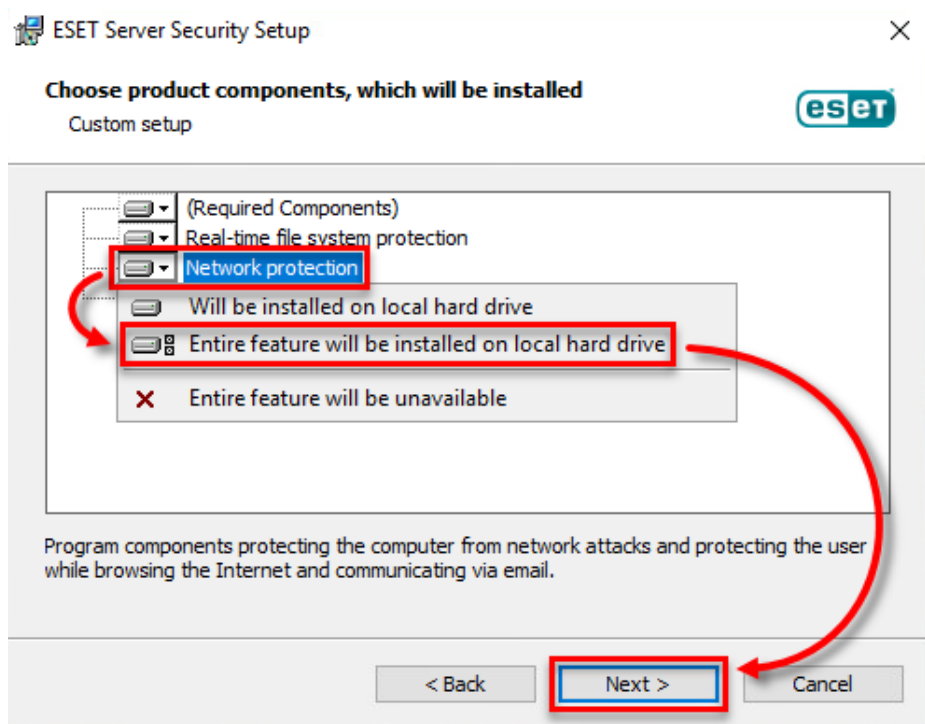 ESET Server Security Setup
Choose product components, which will be installed
Custom setup
eset
(Required Components)
Real-time file system protection
Network protection
Will be installed on local hard drive
Entire feature will be installed on local hard drive
Entire feature will be unavailable
Program components protecting the computer from network attacks and protecting the user
while browsing the Internet and communicating via email.
< Back
Next >
Cancel